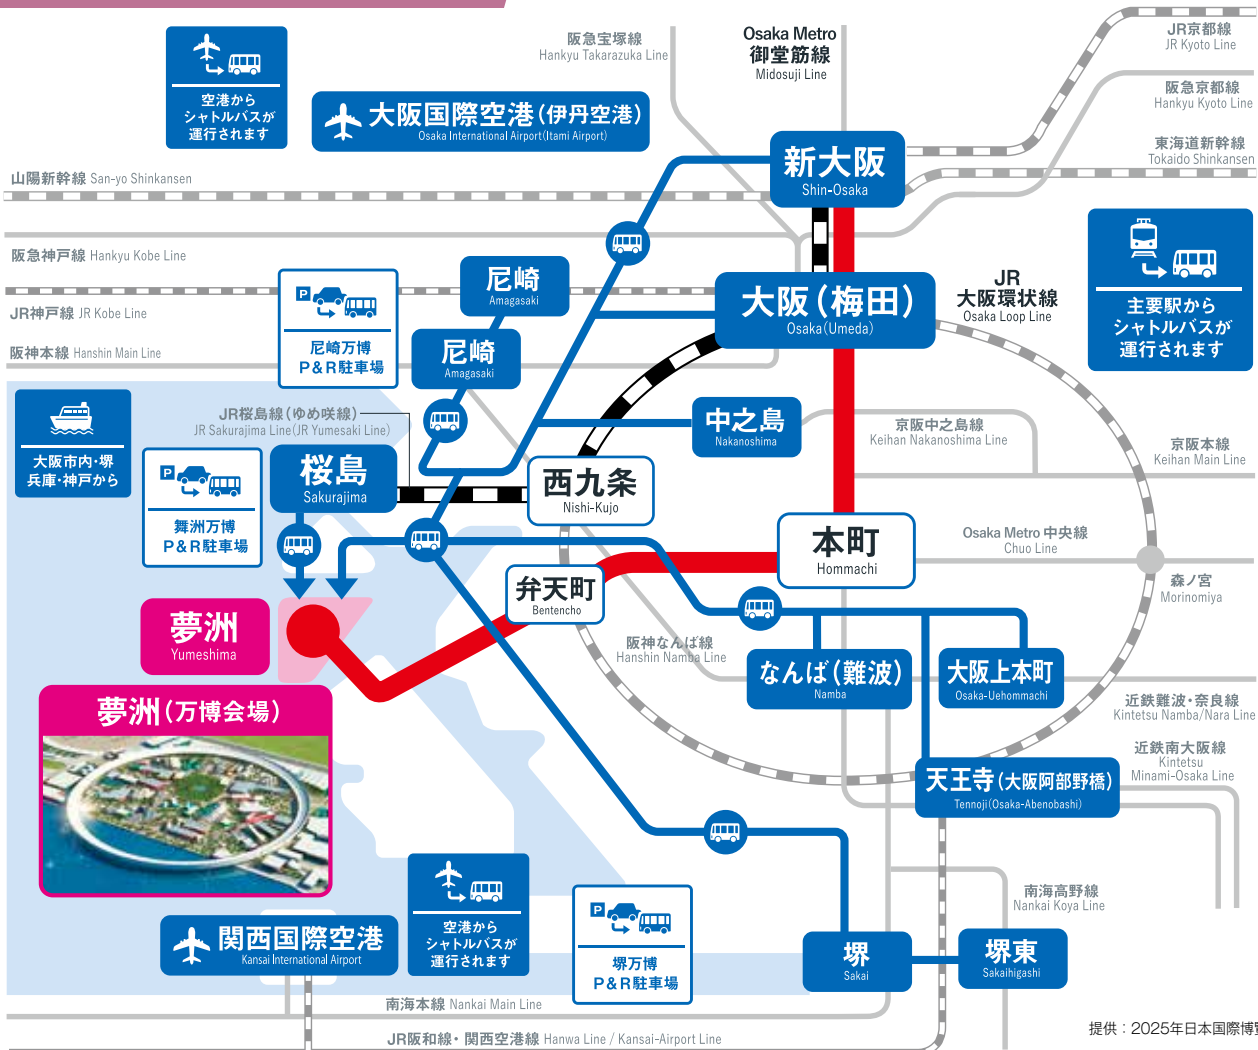 阪急宝塚線
Hankyu Takarazuka Line
Osaka Metro
御堂筋線
Midosuji Line
JR京都線
JR Kyoto Line
阪急京都線
Hankyu Kyoto Line
東海道新幹線
Tokaido Shinkansen
空港から
シャトルバスが
運行されます
大阪国際空港(伊丹空港)
Osaka International Airport(Itami Airport)
新大阪
Shin-Osaka
山陽新幹線 San-yo Shinkansen
阪急神戸線 Hankyu Kobe Line
JR神戸線 JR Kobe Line
阪神本線 Hanshin Main Line
P
尼崎万博
P&R駐車場
尼崎
Amagasaki
尼崎
Amagasaki
大阪(梅田)
Osaka(Umeda)
JR
大阪環状線
Osaka Loop Line
主要駅から
シャトルバスが
運行されます
大阪市内・堺
兵庫・神戸から
JR桜島線(ゆめ咲線)
JR Sakurajima Line(JR Yumesaki Line)
P
舞洲万博
P&R駐車場
桜島
Sakurajima
西九条
Nishi-Kujo
中之島
Nakanoshima
京阪中之島線
Keihan Nakanoshima Line
京阪本線
Keihan Main Line
本町
Hommachi
Osaka Metro 中央線
Chuo Line
森ノ宮
Morinomiya
弁天町
Bentencho
夢洲
Yumeshima
夢洲(万博会場)
阪神なんば線
Hanshin Namba Line
なんば(難波)
Namba
大阪上本町
Osaka-Uehommachi
近鉄難波・奈良線
Kintetsu Namba/Nara Line
近鉄南大阪線
Kintetsu
Minami-Osaka Line
天王寺(大阪阿部野橋)
Tennoji(Osaka-Abenobashi)
関西国際空港
Kansai International Airport
空港から
シャトルバスが
運行されます
P
堺万博
P&R駐車場
堺
Sakai
堺東
Sakaihigashi
南海高野線
Nankai Koya Line
南海本線 Nankai Main Line
JR阪和線・関西空港線 Hanwa Line / Kansai-Airport Line
提供：2025年日本国際博